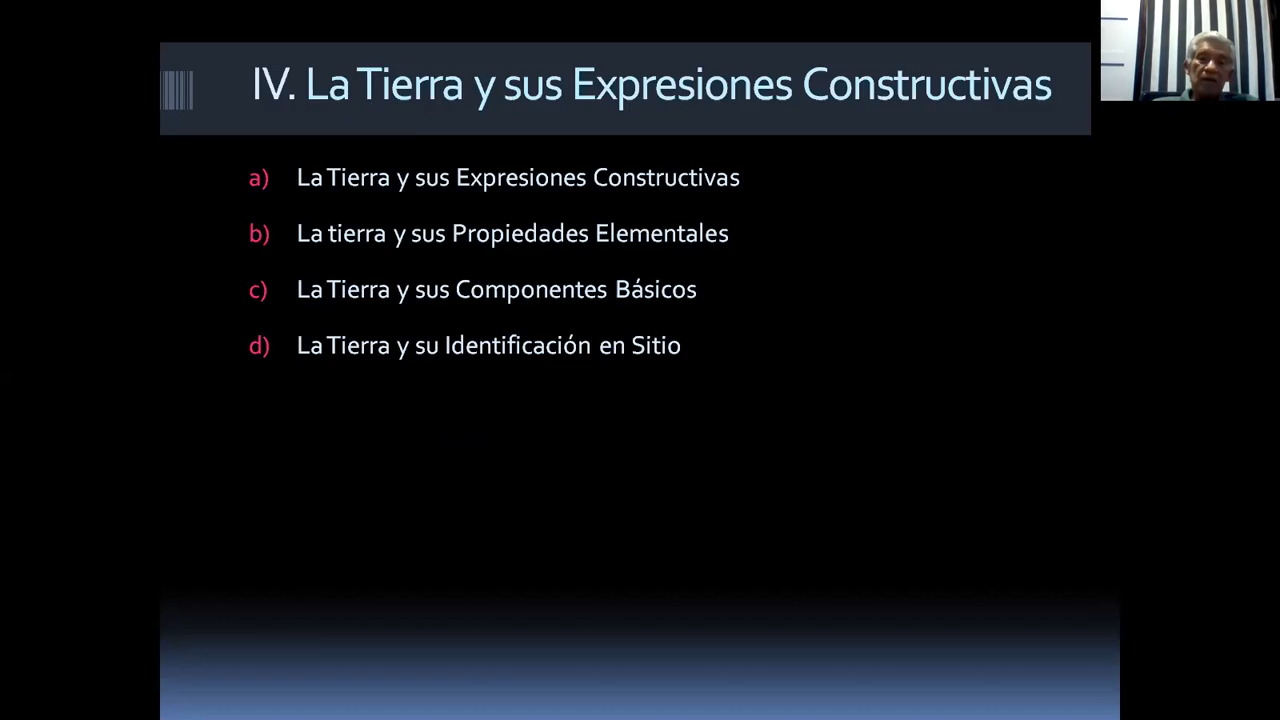 IV. La Tierra y sus Expresiones Constructivas
a) La Tierra y sus Expresiones Constructivas
b) La tierra y sus Propiedades Elementales
c) La Tierra y sus Componentes Básicos
d) La Tierra y su Identificación en Sitio